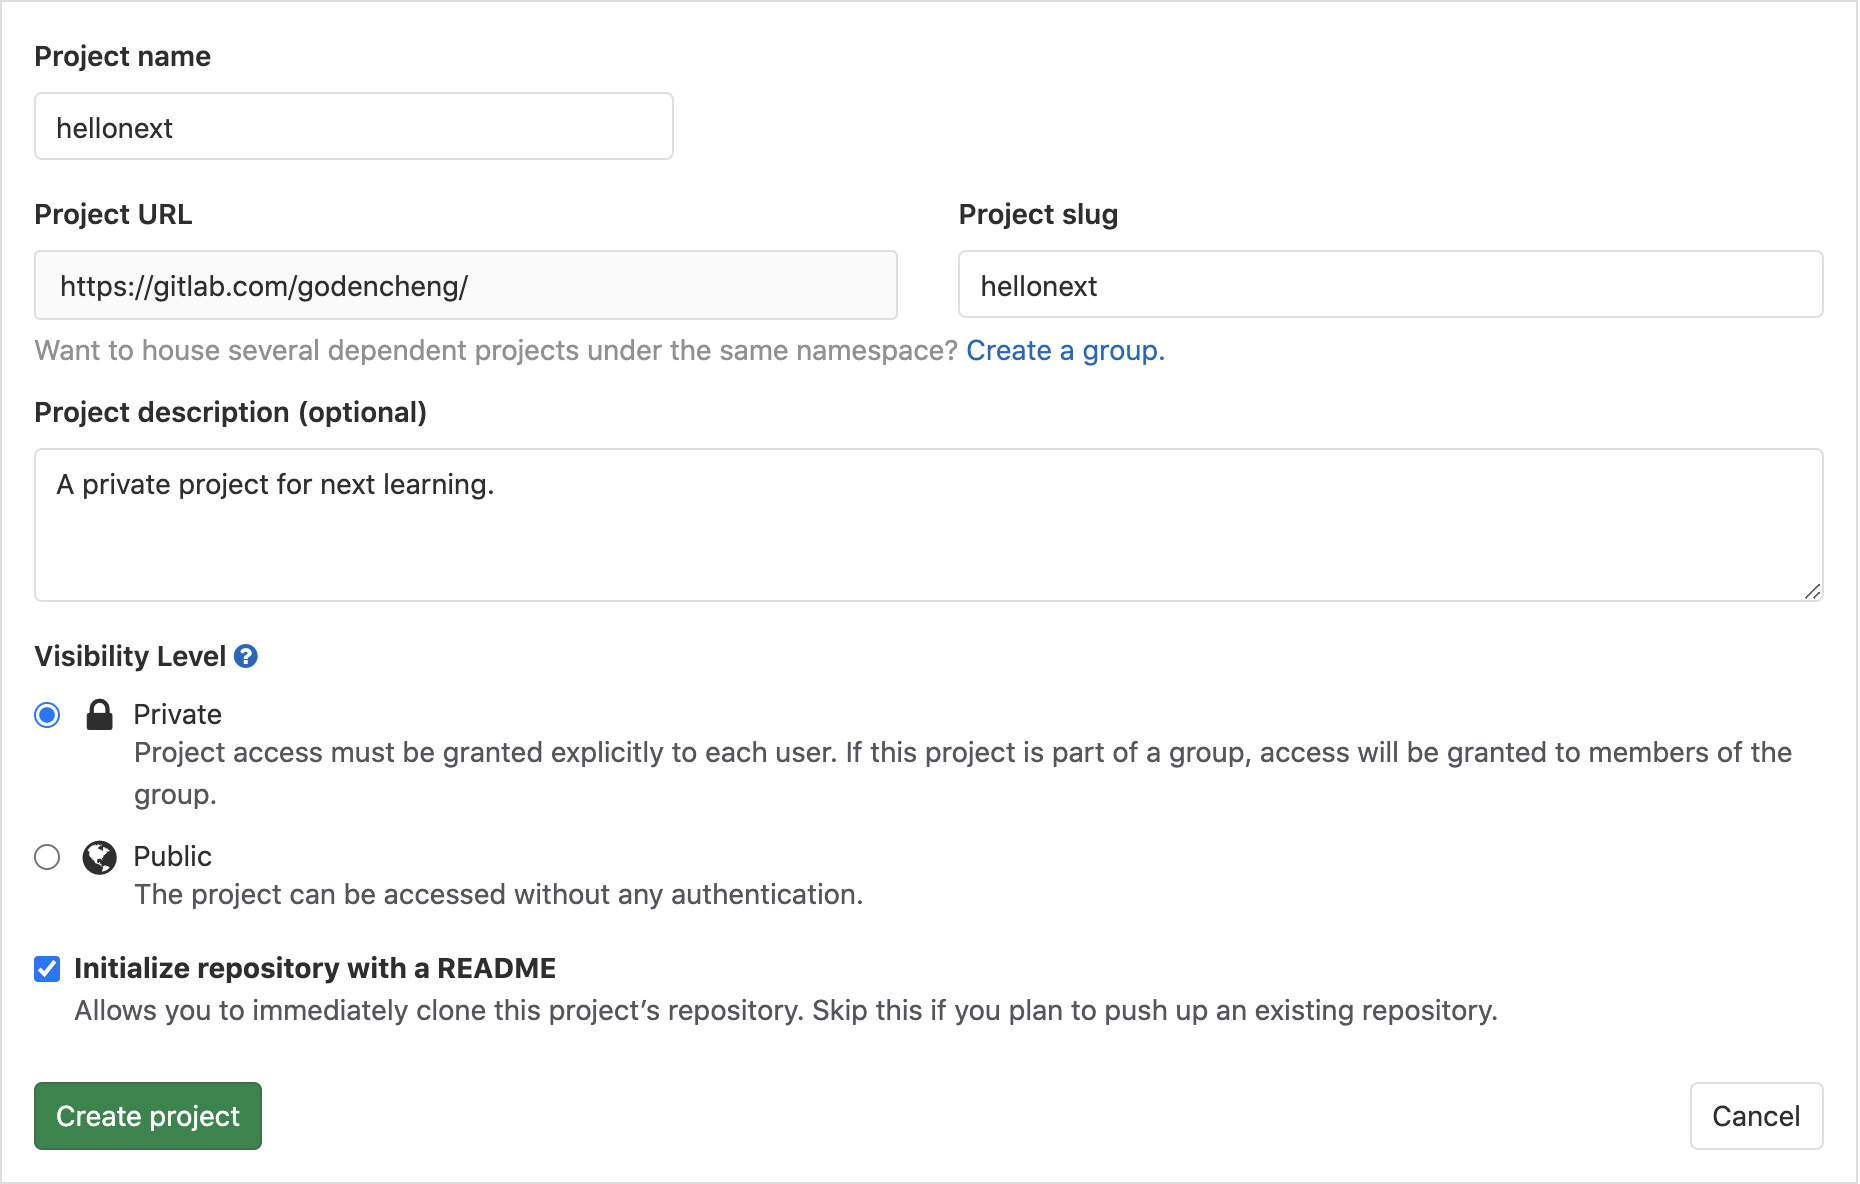 Project name
hellonext
Project URL
Project slug
https://gitlab.com/godencheng/
hellonext
Want to house several dependent projects under the same namespace? Create a group.
Project description (optional)
A private project for next learning.
Visibility Level ?
Private
Project access must be granted explicitly to each user. If this project is part of a group, access will be granted to members of the
group.
Public
The project can be accessed without any authentication.
Initialize repository with a README
Allows you to immediately clone this project’s repository. Skip this if you plan to push up an existing repository.
Create project
Cancel